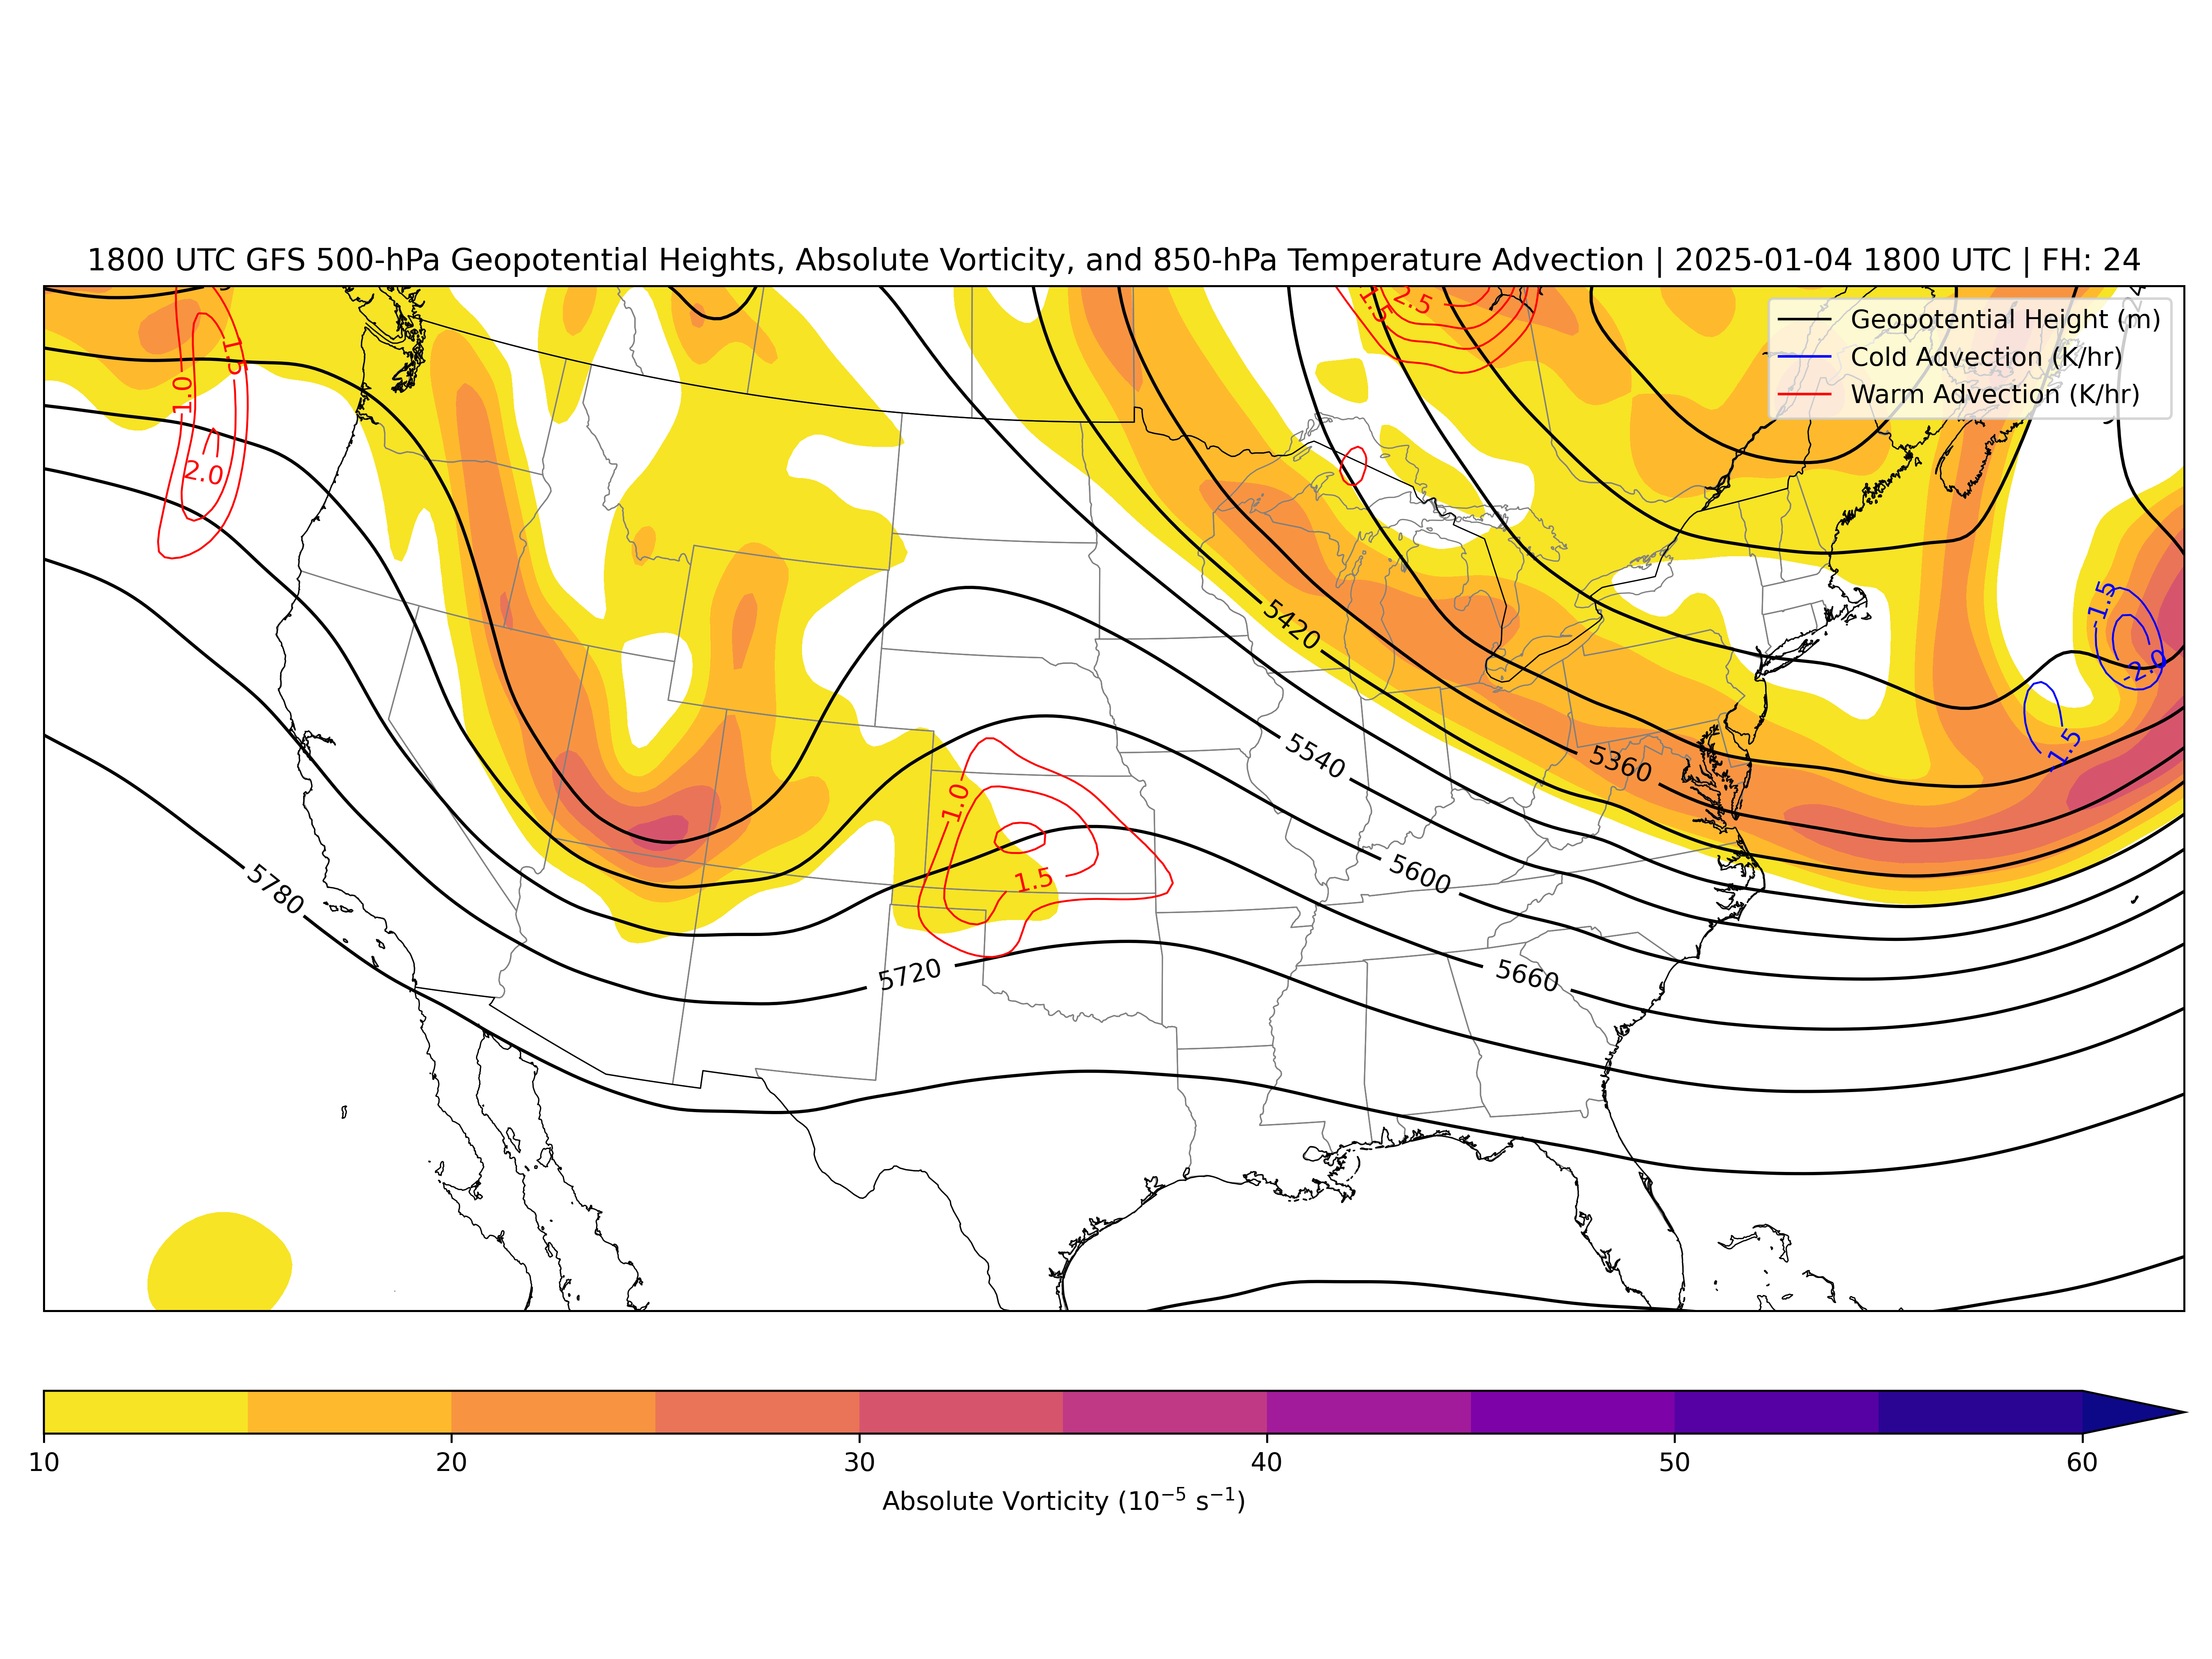 1800 UTC GFS 500-hPa Geopotential Heights, Absolute Vorticity, and 850-hPa Temperature Advection | 2025-01-04 1800 UTC | FH: 24
Geopotential Height (m)
Cold Advection (K/hr)
Warm Advection (K/hr)
1.5
2.5
1.5
1.0
2.0
-1.5
-2.0
-1.5
5420
5540
5360
1.0
1.5
5600
5780
5720
5660
10 20 30 40 50 60
Absolute Vorticity (10⁻⁵ s⁻¹)